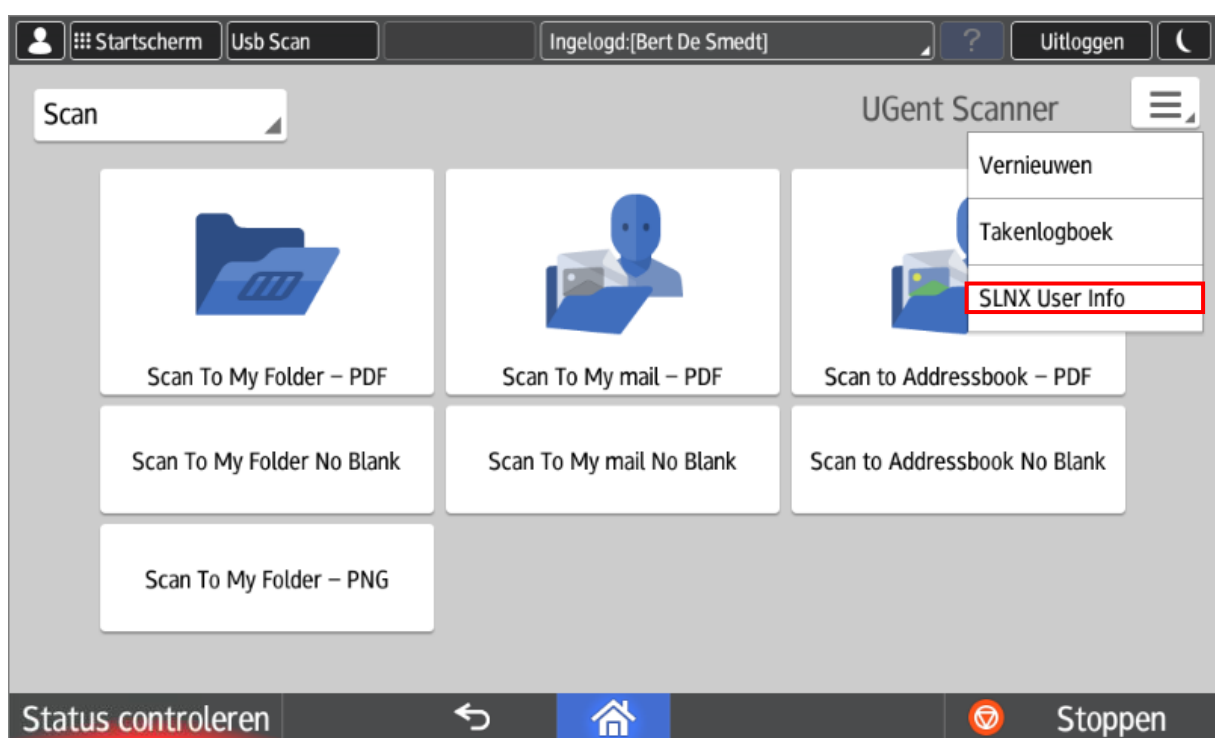 Startscherm
Usb Scan
Ingelogd:[Bert De Smedt]
?
Uitloggen
Scan
UGent Scanner
Vernieuwen
Takenlogboek
SLNX User Info
Scan To My Folder – PDF
Scan To My mail – PDF
Scan to Addressbook – PDF
Scan To My Folder No Blank
Scan To My mail No Blank
Scan to Addressbook No Blank
Scan To My Folder – PNG
Status controleren
Stoppen